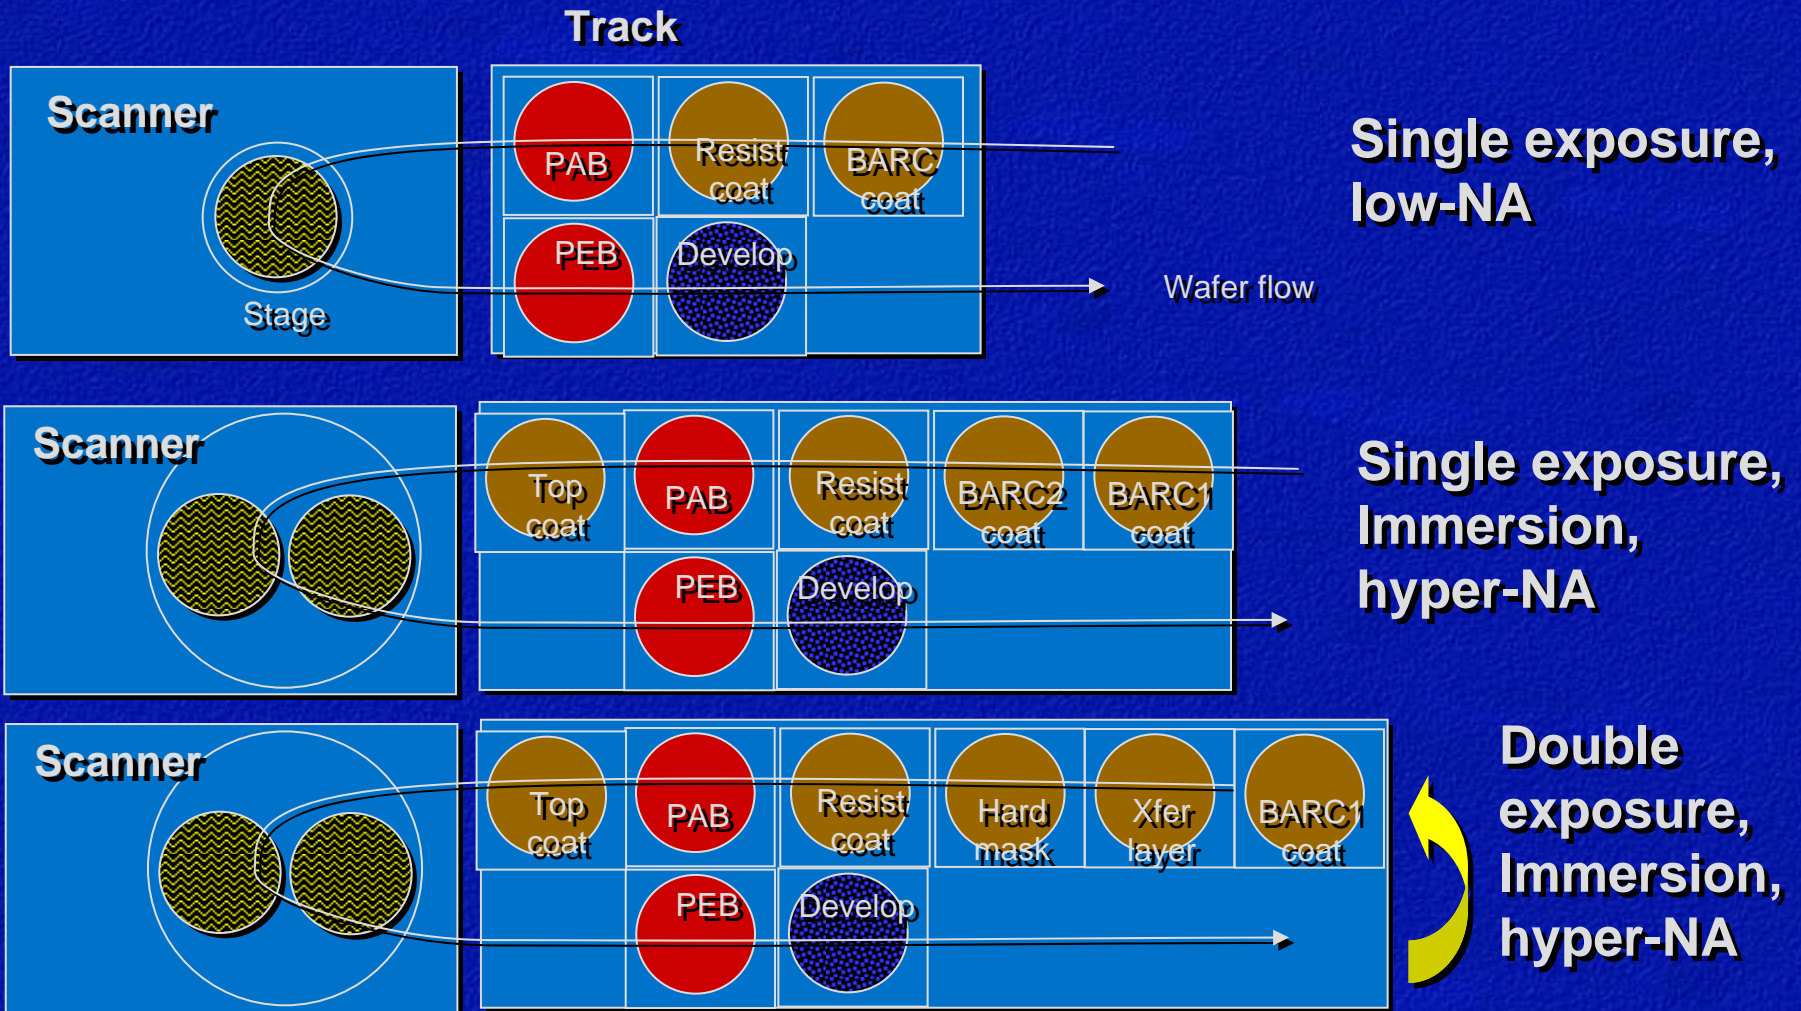 Track
Scanner
PAB
Resist
coat
BARC
coat
PEB
Develop
Stage
Wafer flow
Single exposure,
low-NA
Scanner
Top
coat
PAB
Resist
coat
BARC2
coat
BARC1
coat
PEB
Develop
Single exposure,
Immersion,
hyper-NA
Scanner
Top
coat
PAB
Resist
coat
Hard
mask
Xfer
layer
BARC1
coat
PEB
Develop
Double
exposure,
Immersion,
hyper-NA